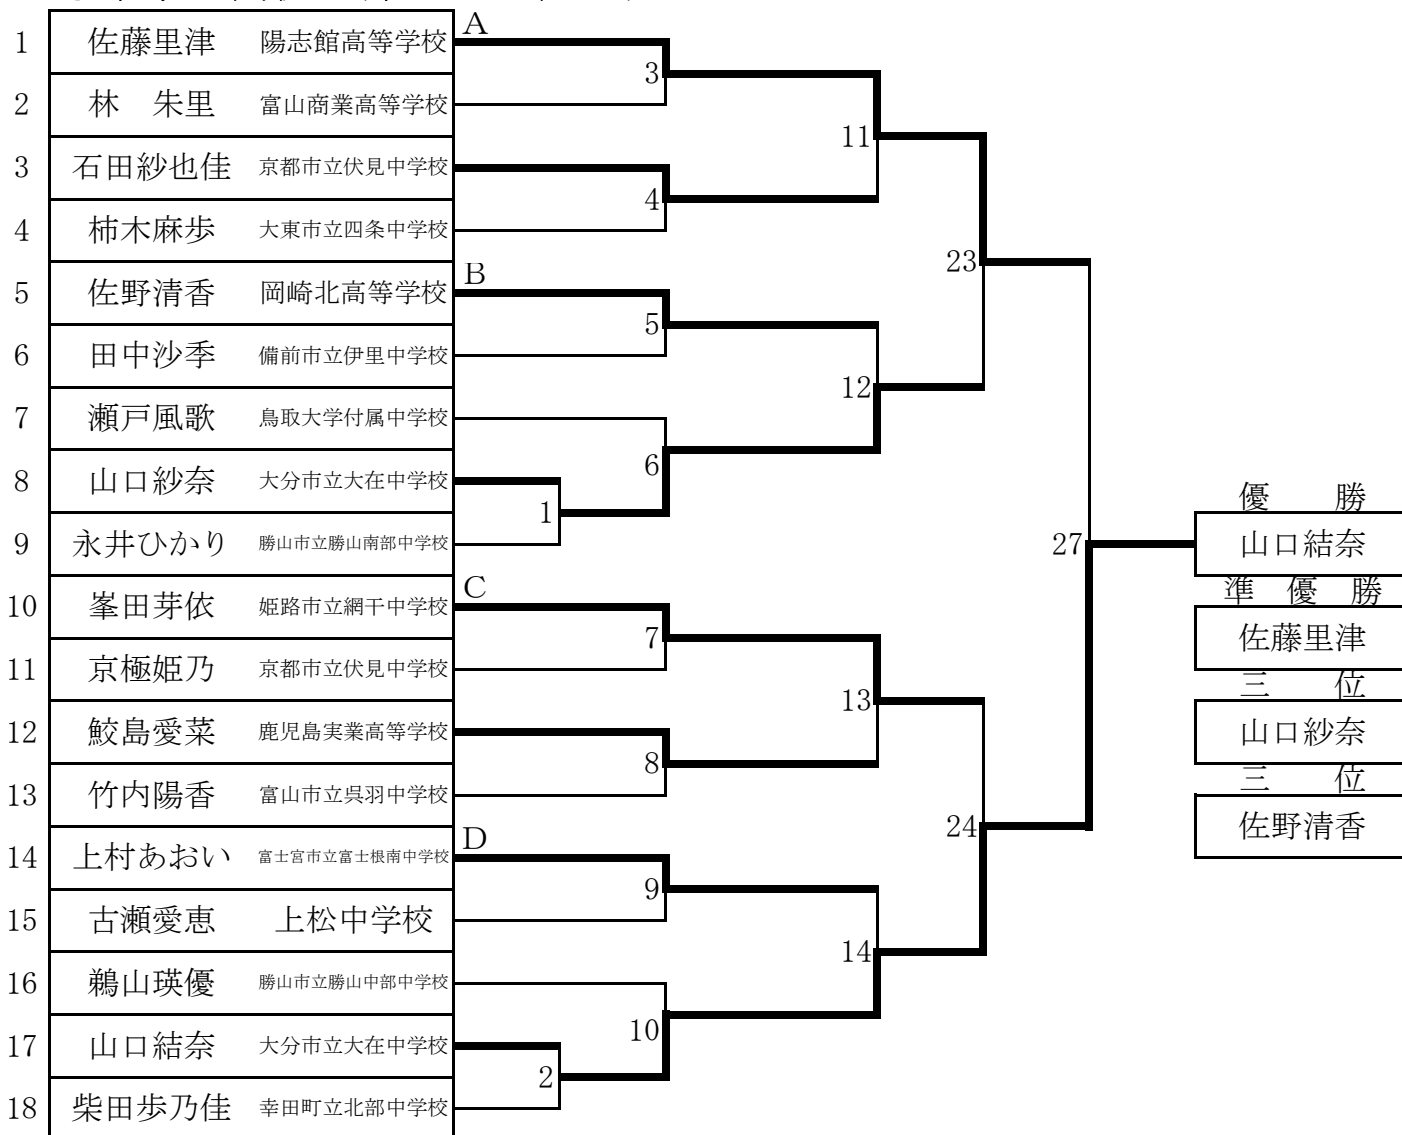 A
1 佐藤里津 陽志館高等学校
3
2 林 朱里 富山商業高等学校
11
3 石田紗也佳 京都市立伏見中学校
4
4 柿木麻歩 大東市立四条中学校
23
B
5 佐野清香 岡崎北高等学校
5
6 田中沙季 備前市立伊里中学校
12
7 瀬戸風歌 鳥取大学付属中学校
6
8 山口紗奈 大分市立大在中学校
優 勝
1
9 永井ひかり 勝山市立勝山南部中学校
27
山口結奈
C
準 優 勝
10 峯田芽依 姫路市立網干中学校
7
佐藤里津
11 京極姫乃 京都市立伏見中学校
三 位
13
12 鮫島愛菜 鹿児島実業高等学校
山口紗奈
8
三 位
13 竹内陽香 富山市立呉羽中学校
24
佐野清香
D
14 上村あおい 富士宮市立富士根南中学校
9
15 古瀬愛恵 上松中学校
14
16 鵜山瑛優 勝山市立勝山中部中学校
10
17 山口結奈 大分市立大在中学校
2
18 柴田歩乃佳 幸田町立北部中学校